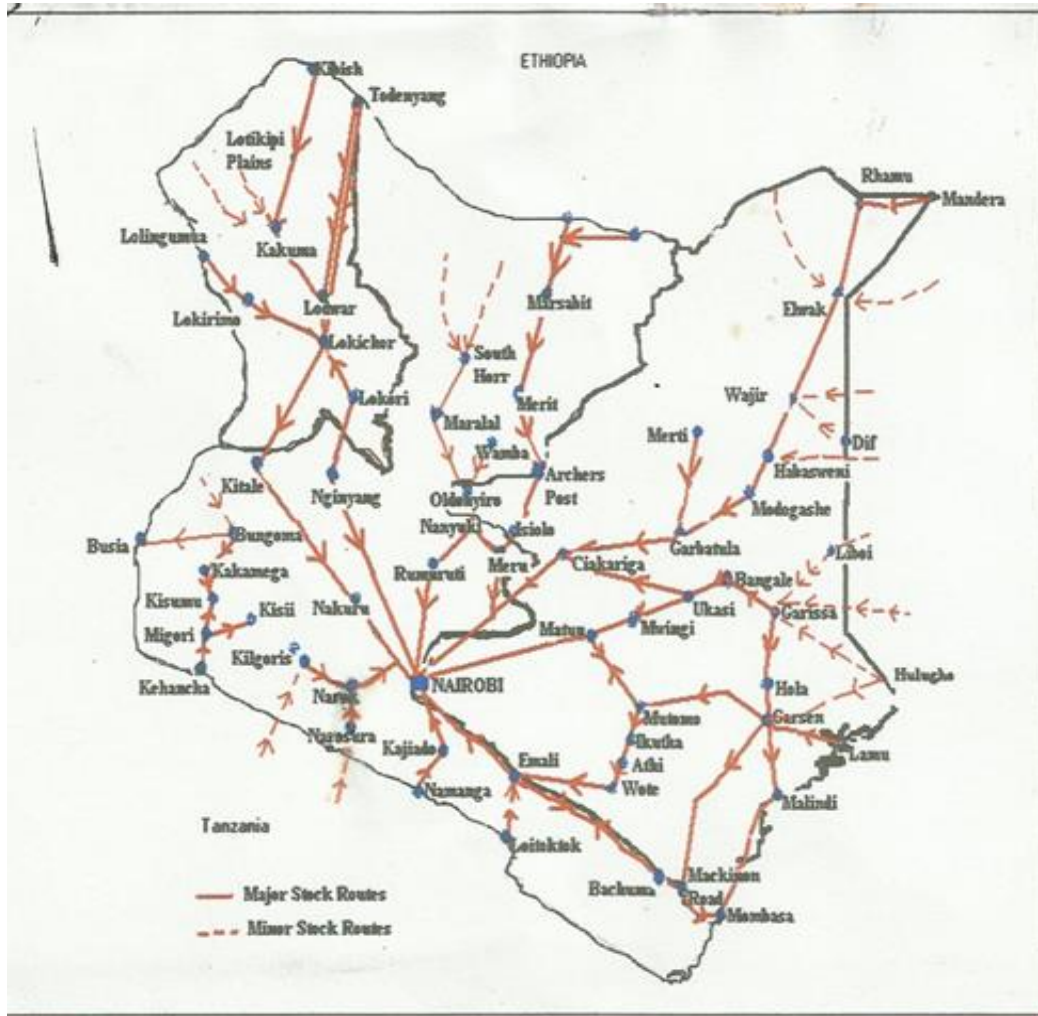 ETHIOPIA
Kibish
Todenyang
Lotikipi
Plains
Rhamu
Mandera
Lolingumua
Kakuma
Lodwar
Marsabit
Elwak
Lokirimo
Lokichor
South
Horr
Lokori
Merit
Wajir
Maralal
Merti
Wamba
Dif
Habasweni
Kitale
Nginyang
Archers
Post
Oldonyiro
Modogashe
Nanyuki
Isiolo
Busia
Bungoma
Garbatula
Liboi
Kakamega
Rumuruti
Meru
Ciakariga
Bangale
Kisumu
Kisii
Nakuru
Ukasi
Garissa
Migori
Matuu
Mwingi
Kilgoris
Hulugho
Kehancha
Narok
NAIROBI
Hola
Mutomo
Garsen
Narosura
Ikutha
Lamu
Kajiado
Emali
Athi
Namanga
Wote
Malindi
Tanzania
Loitoktok
Mackinon
Road
Bachuma
Mombasa
Major Stock Routes
Minor Stock Routes